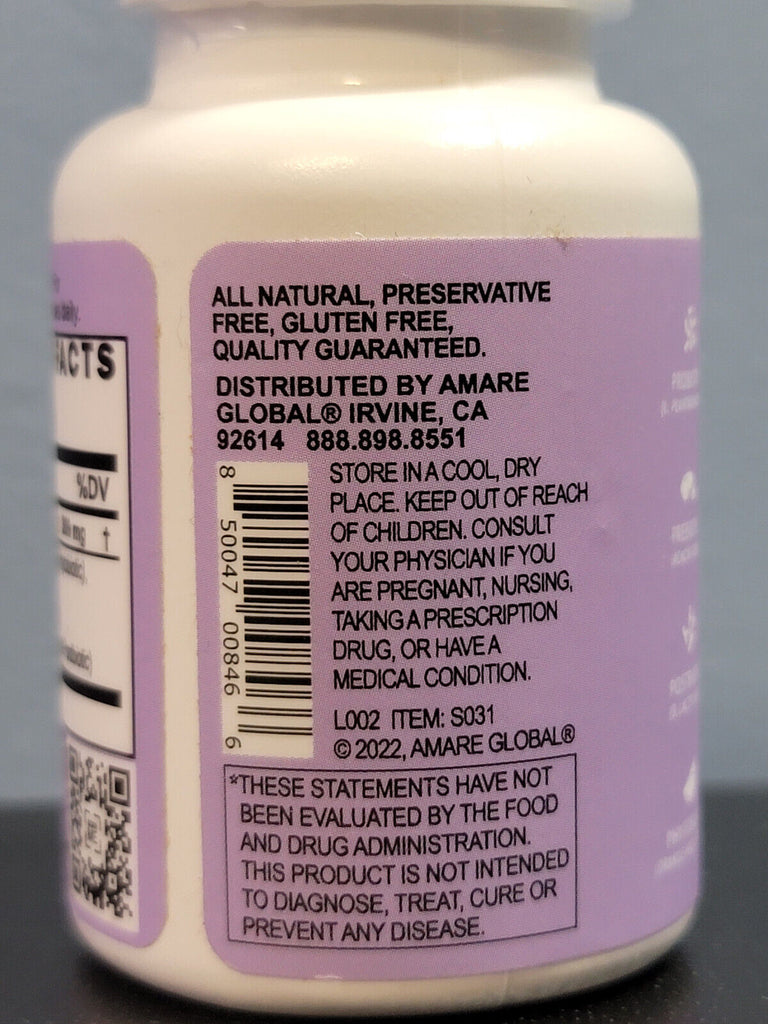 daily.
ACTS
%DV
mg †
ALL NATURAL, PRESERVATIVE
FREE, GLUTEN FREE,
QUALITY GUARANTEED.
DISTRIBUTED BY AMARE
GLOBAL® IRVINE, CA
92614 888.898.8551
8 50047 00846 6
STORE IN A COOL, DRY
PLACE. KEEP OUT OF REACH
OF CHILDREN. CONSULT
YOUR PHYSICIAN IF YOU
ARE PREGNANT, NURSING,
TAKING A PRESCRIPTION
DRUG, OR HAVE A
MEDICAL CONDITION.
L002 ITEM: S031
© 2022, AMARE GLOBAL®
*THESE STATEMENTS HAVE NOT
BEEN EVALUATED BY THE FOOD
AND DRUG ADMINISTRATION.
THIS PRODUCT IS NOT INTENDED
TO DIAGNOSE, TREAT, CURE OR
PREVENT ANY DISEASE.